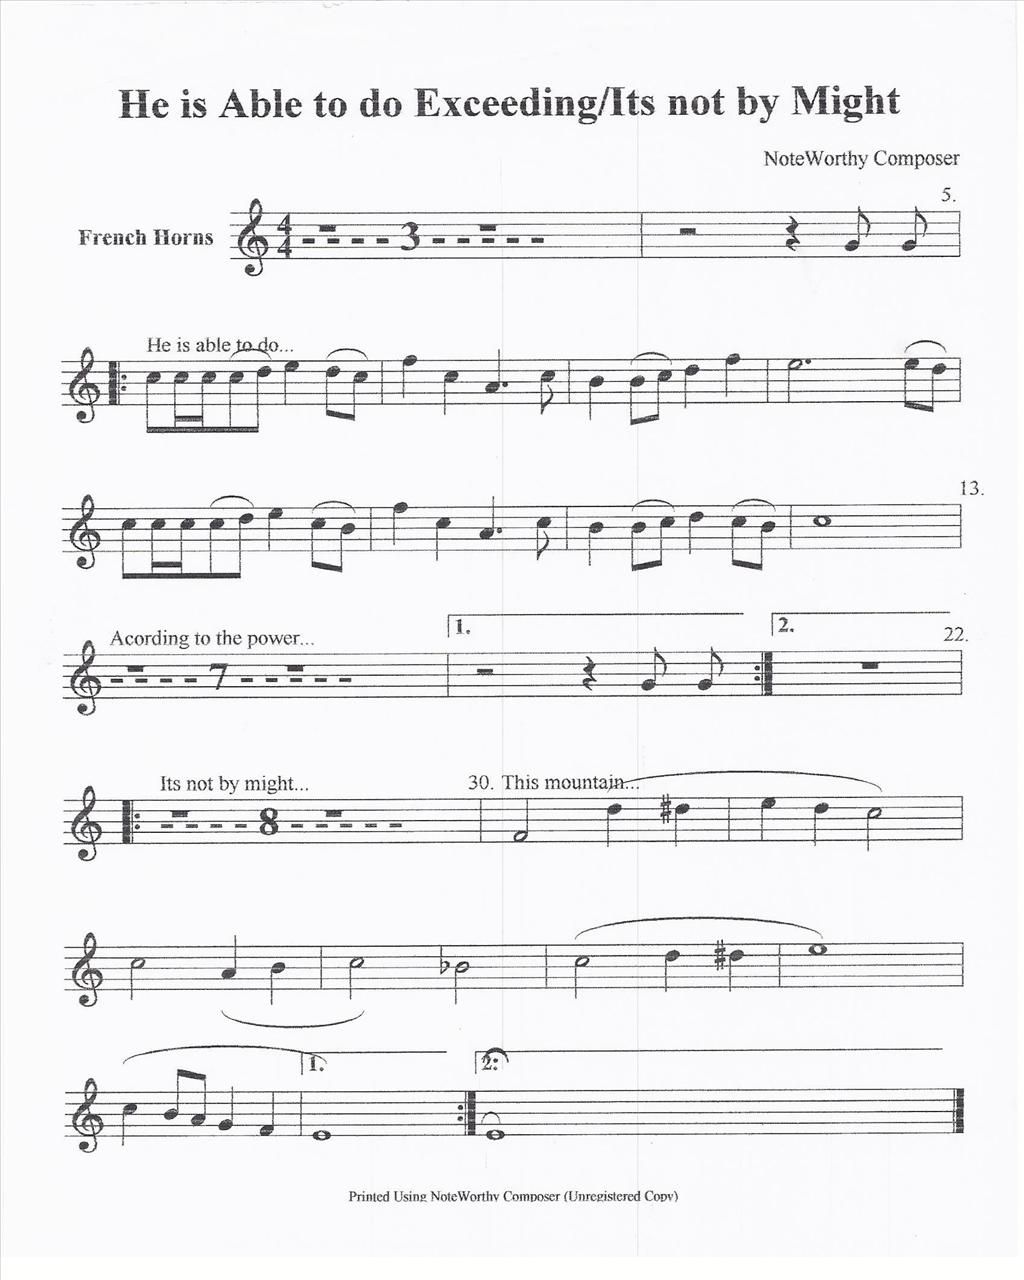 He is Able to do Exceeding/Its not by Might
NoteWorthy Composer
5.
French Horns
4
4
3
He is able to do...
13.
Acording to the power...
1.
2.
22.
7
Its not by might...
30. This mountain...
8
1.
2:
Printed Using NoteWorthy Composer (Unregistered Copy)